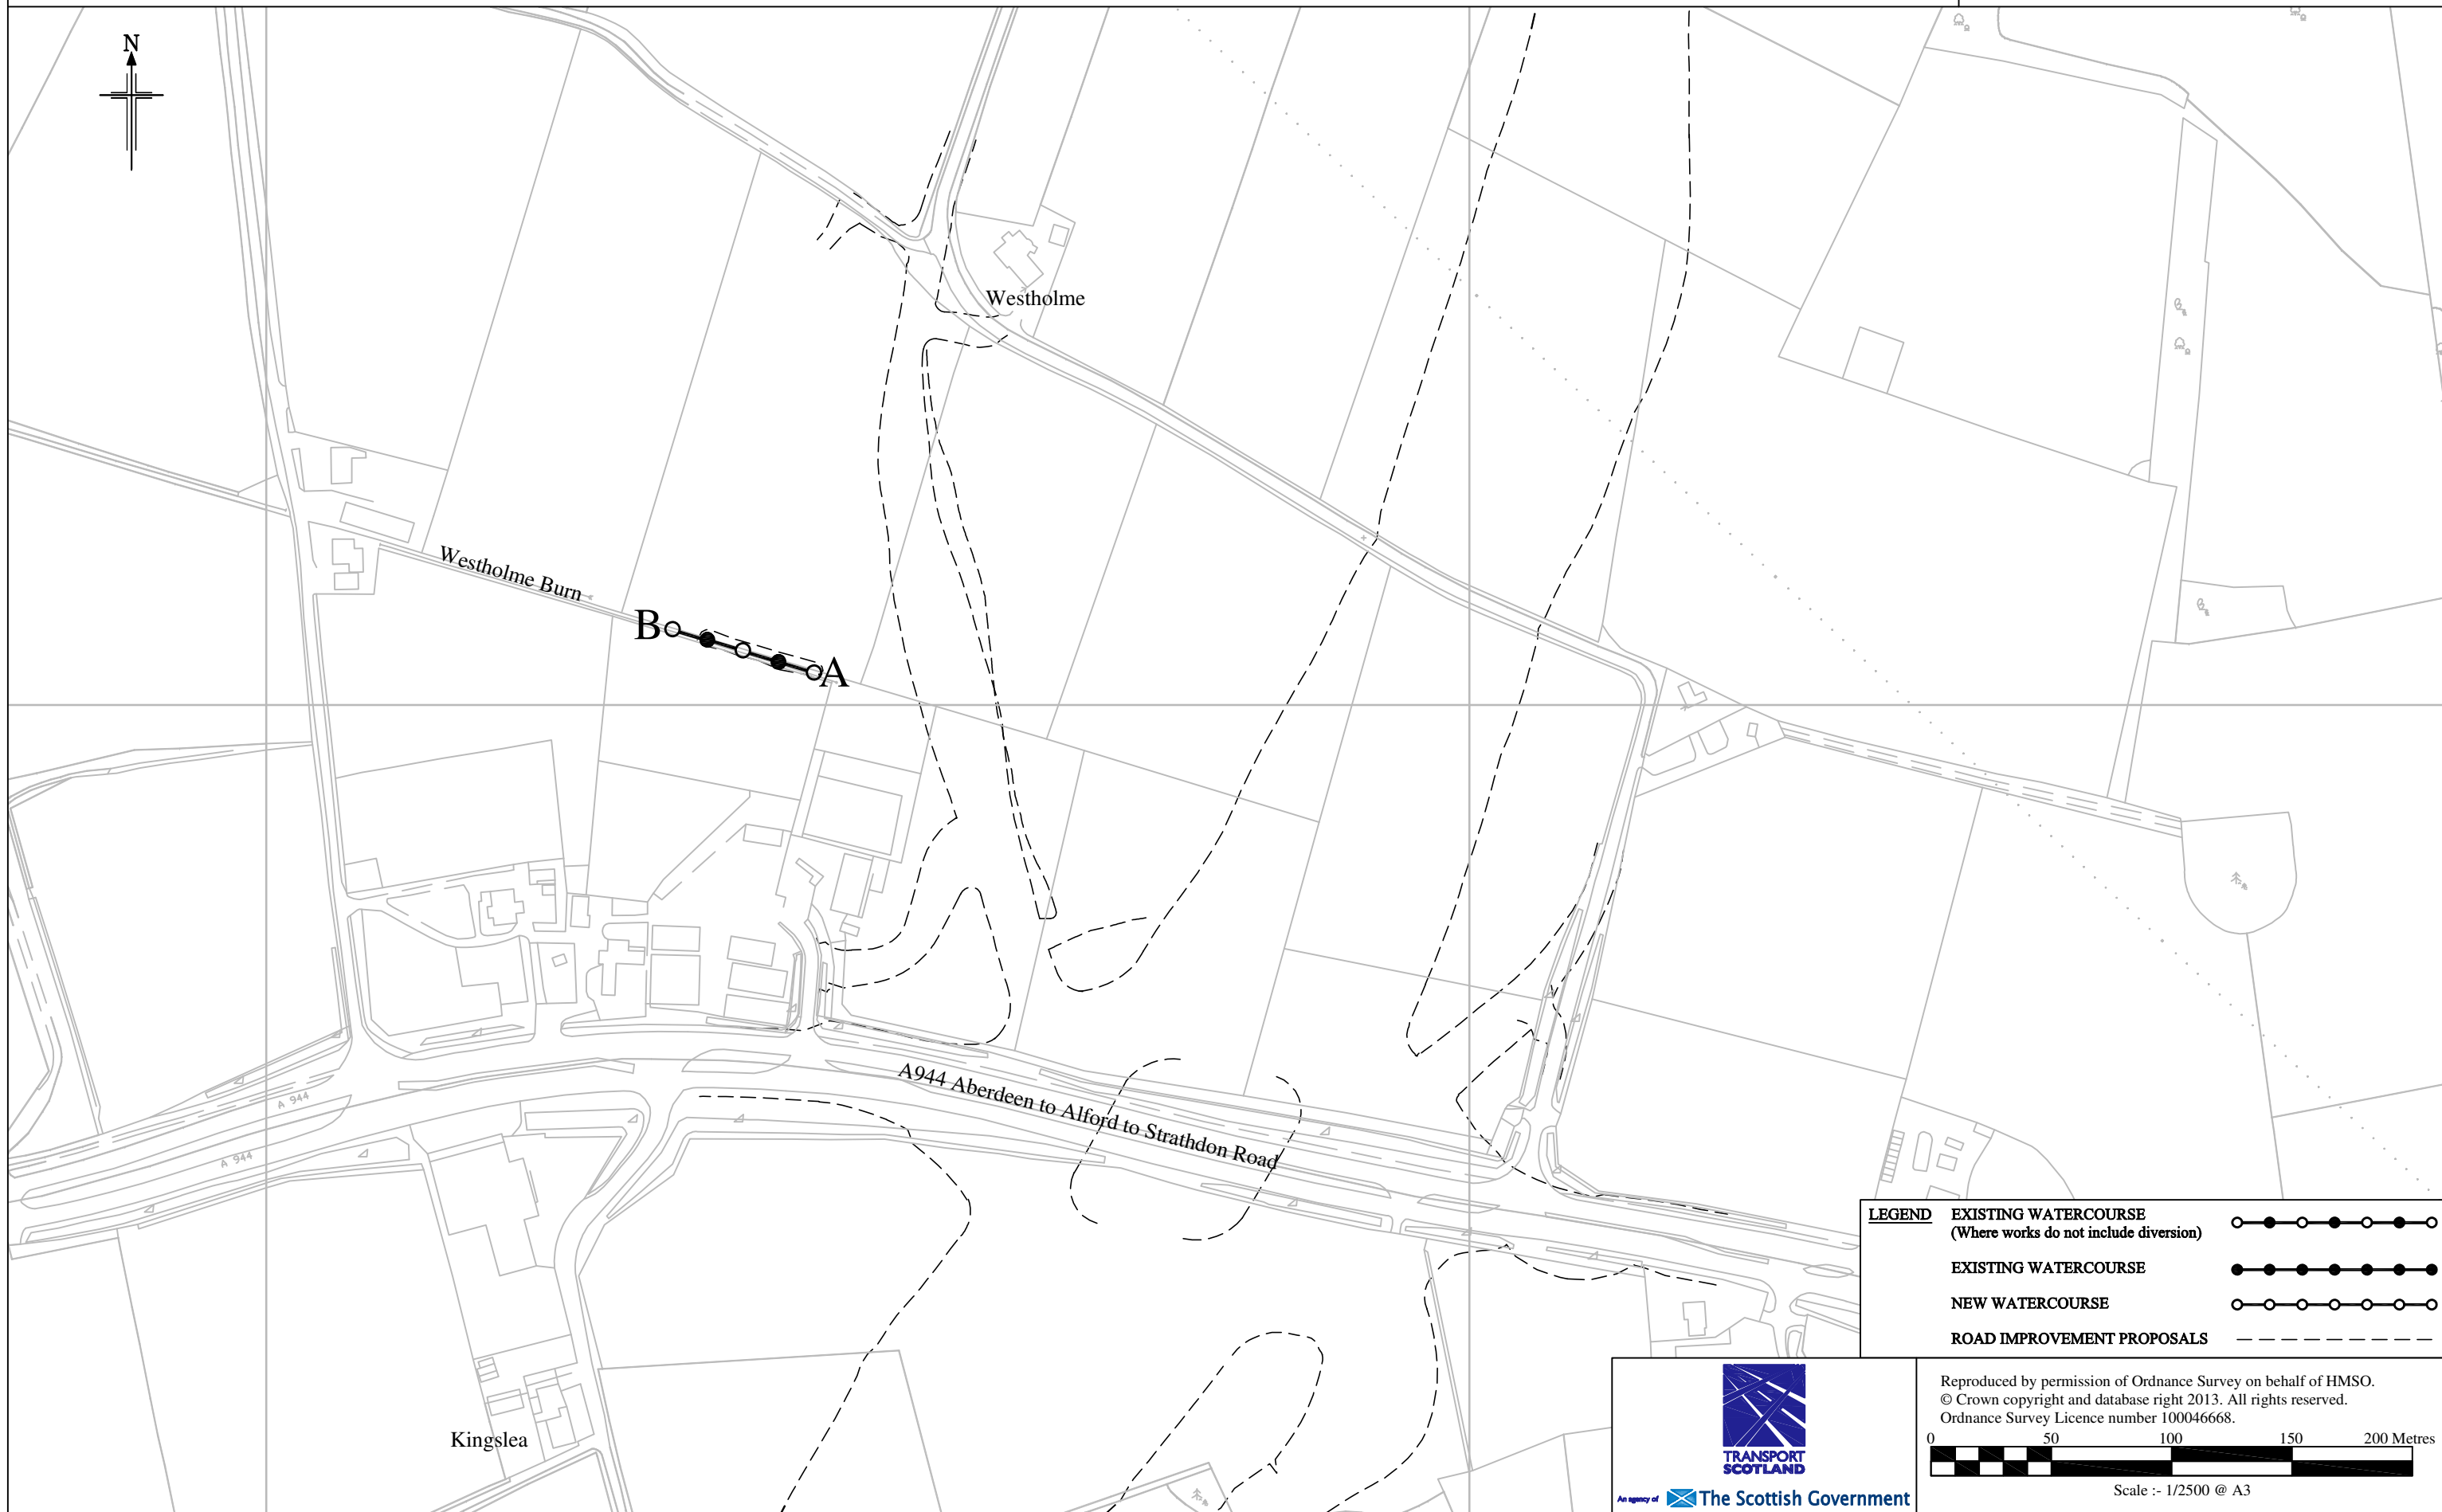 N
Westholme
Westholme Burn
B
A
A944 Aberdeen to Alford to Strathdon Road
A 944
A 944
Kingslea
LEGEND
EXISTING WATERCOURSE
(Where works do not include diversion)
EXISTING WATERCOURSE
NEW WATERCOURSE
ROAD IMPROVEMENT PROPOSALS
TRANSPORT
SCOTLAND
An agency of The Scottish Government
Reproduced by permission of Ordnance Survey on behalf of HMSO.
© Crown copyright and database right 2013. All rights reserved.
Ordnance Survey Licence number 100046668.
0 50 100 150 200 Metres
Scale :- 1/2500 @ A3